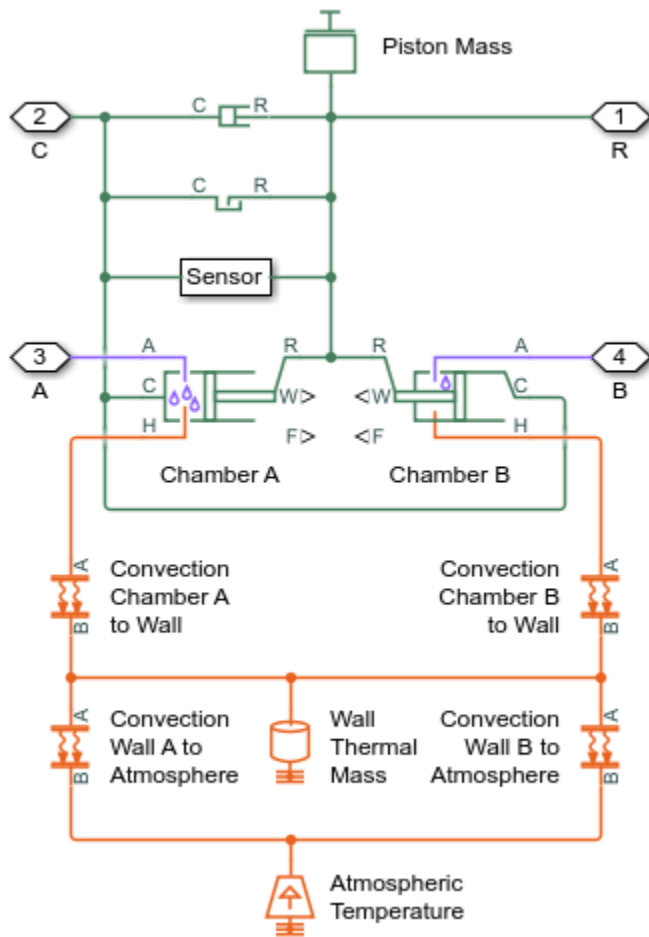 Piston Mass
2 C R 1
C R
C R
Sensor
3 A R R A 4
A C W W C B
H F F H
Chamber A Chamber B
A A
Convection Convection
Chamber A Chamber B
to Wall to Wall
B B
A A
Convection Wall Convection
Wall A to Thermal Wall B to
Atmosphere Mass Atmosphere
B B
Atmospheric
Temperature